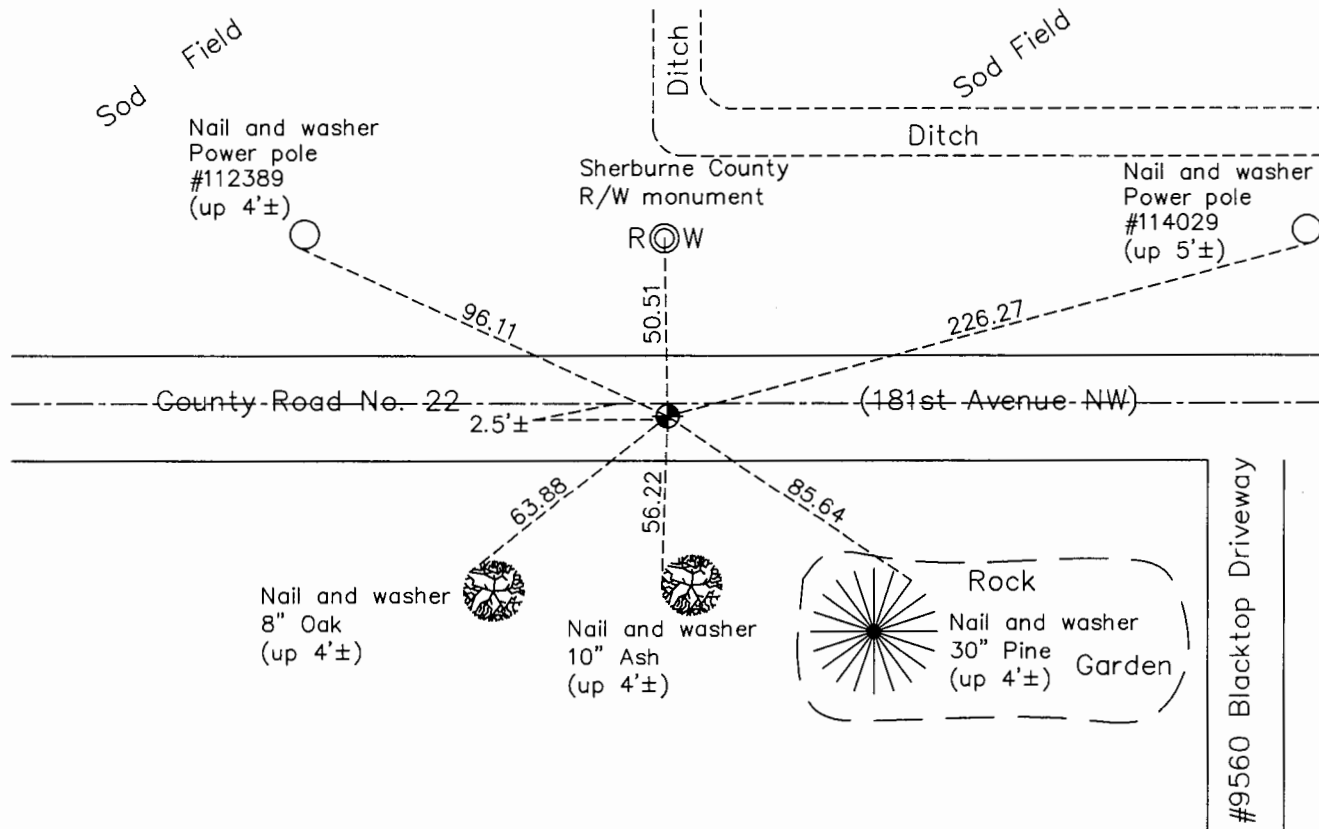 Sod Field
Ditch
Sod Field
Ditch
Nail and washer
Power pole
#112389
(up 4'±)
Sherburne County
R/W monument
R W
Nail and washer
Power pole
#114029
(up 5'±)
96.11
50.51
226.27
County Road No. 22
(181st Avenue NW)
2.5'±
63.88
56.22
85.64
Nail and washer
8" Oak
(up 4'±)
Nail and washer
10" Ash
(up 4'±)
Rock
Garden
Nail and washer
30" Pine
(up 4'±)
#9560 Blacktop Driveway